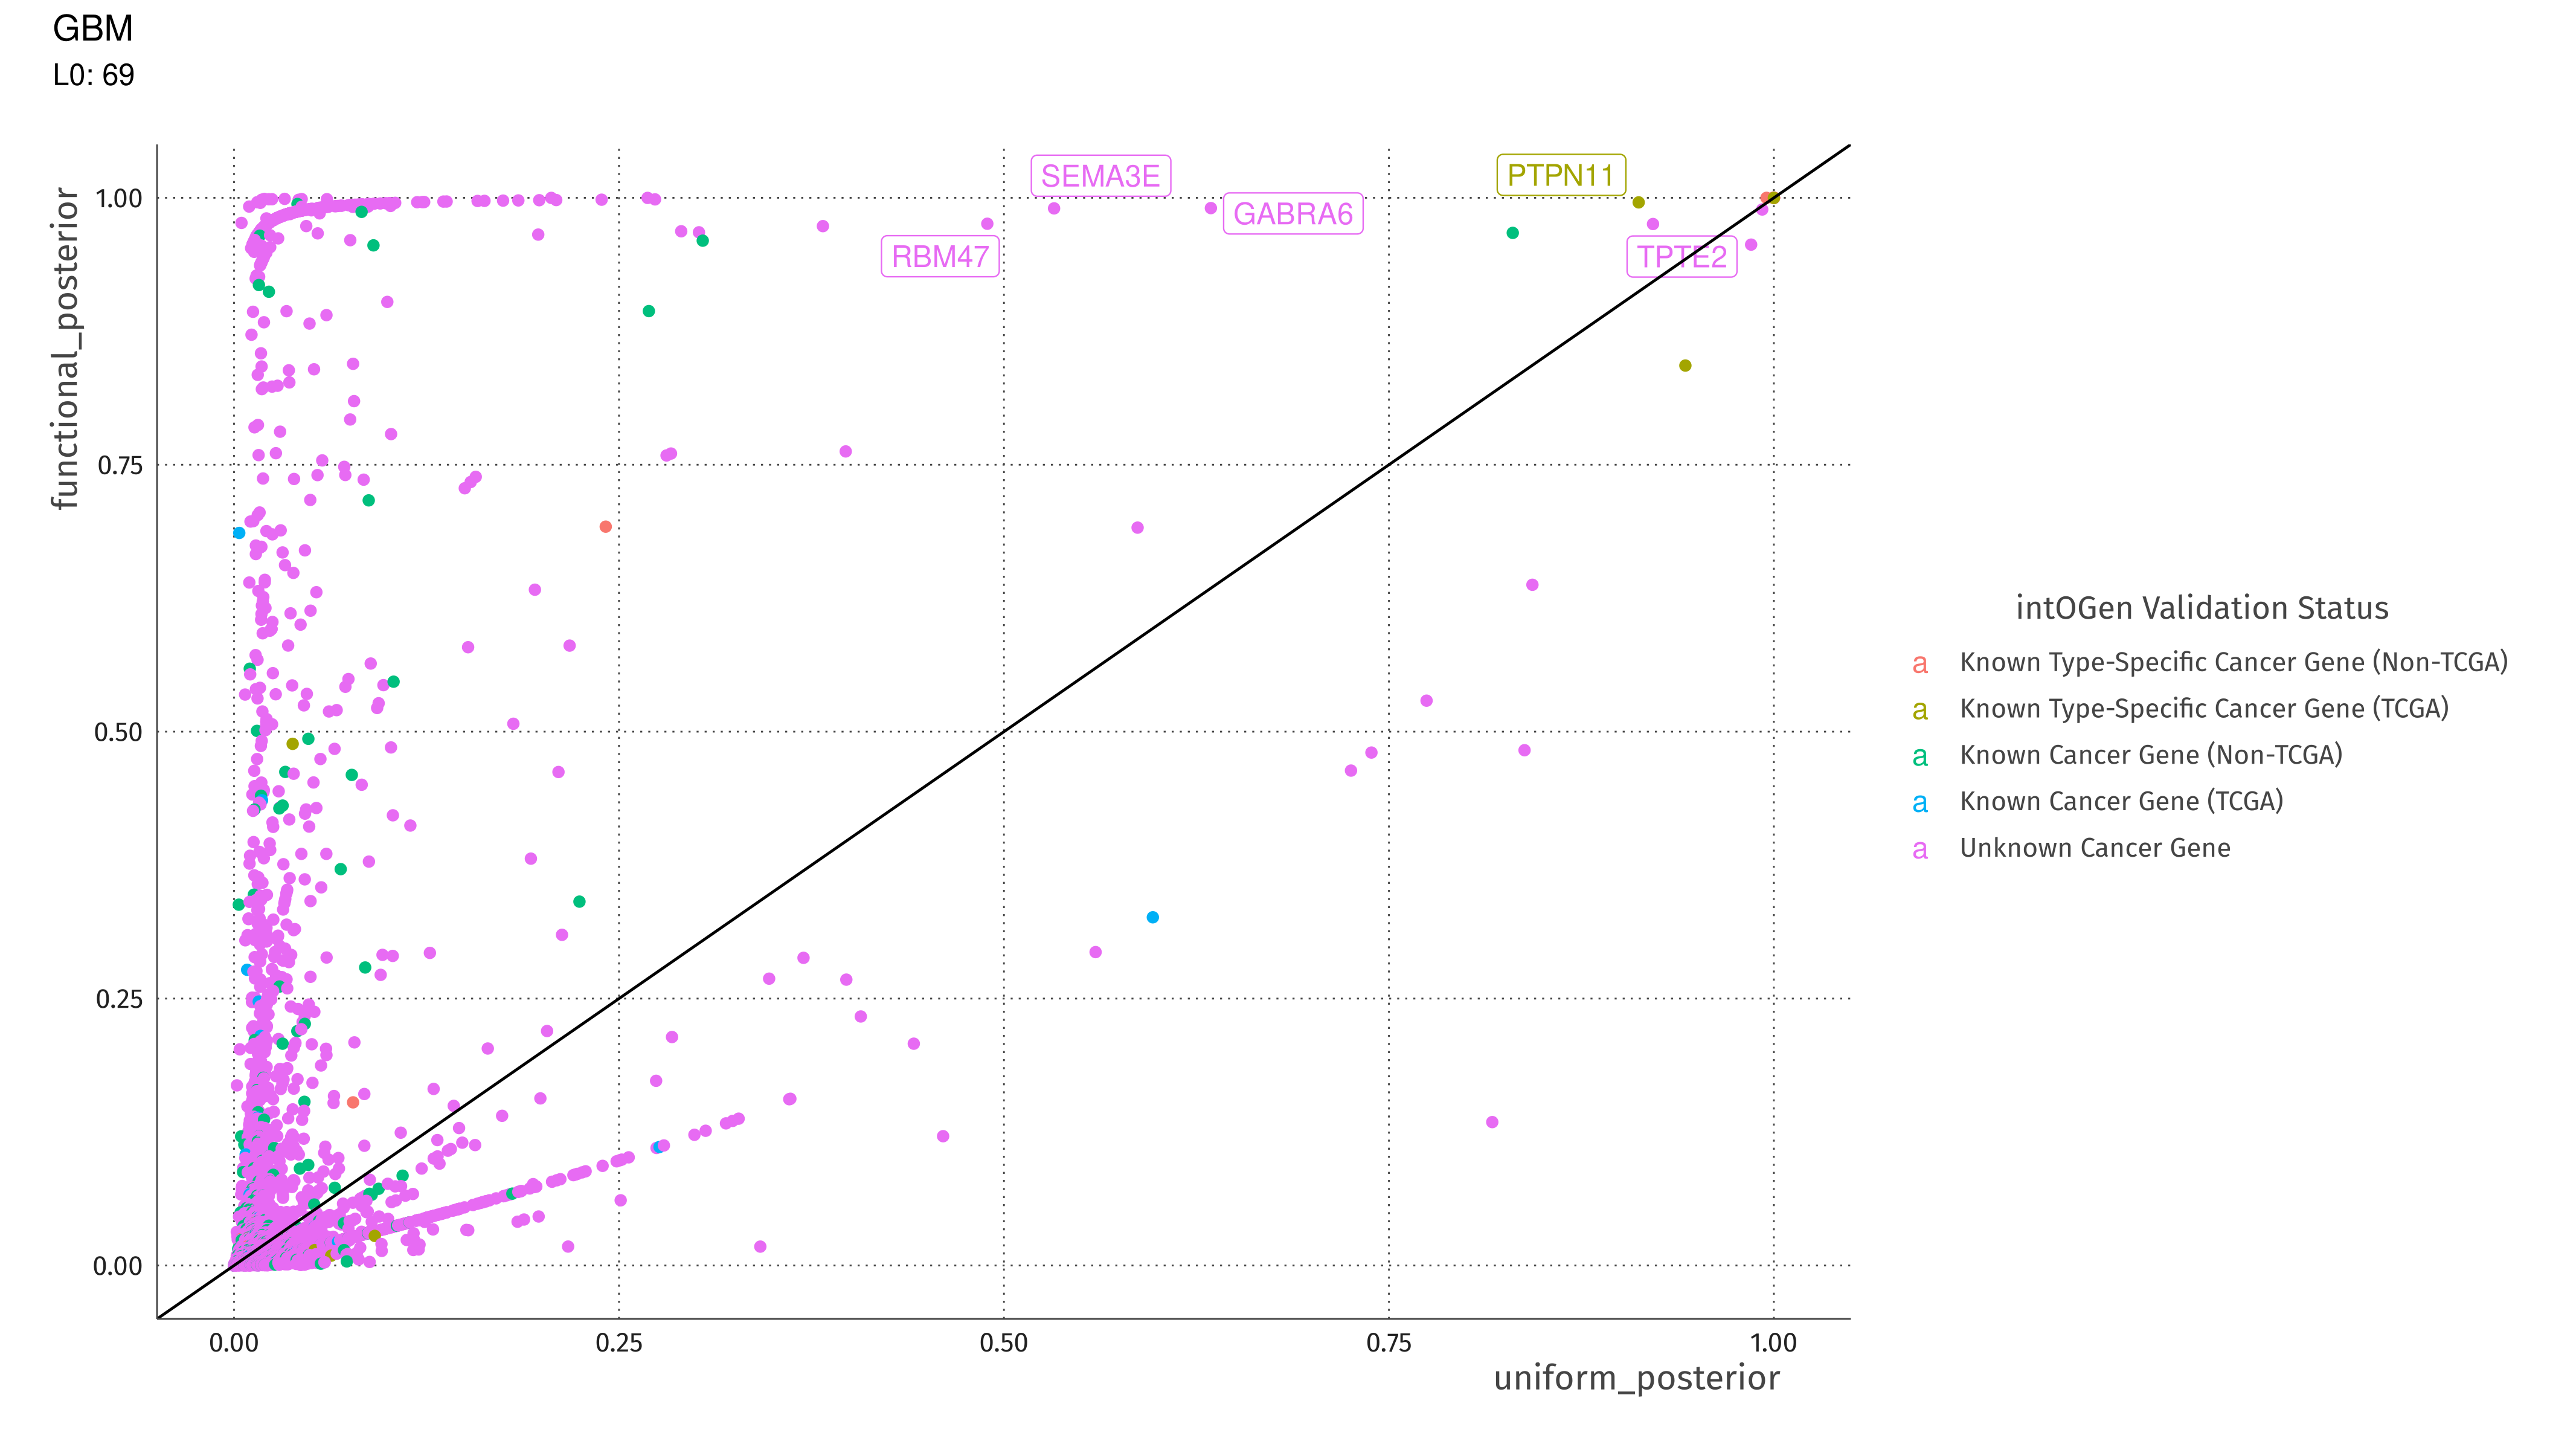 GBM
L0: 69
functional_posterior
1.00
0.75
0.50
0.25
0.00
SEMA3E
GABRA6
RBM47
PTPN11
TPTE2
0.00
0.25
0.50
0.75
1.00
uniform_posterior
intOGen Validation Status
a Known Type-Specific Cancer Gene (Non-TCGA)
a Known Type-Specific Cancer Gene (TCGA)
a Known Cancer Gene (Non-TCGA)
a Known Cancer Gene (TCGA)
a Unknown Cancer Gene